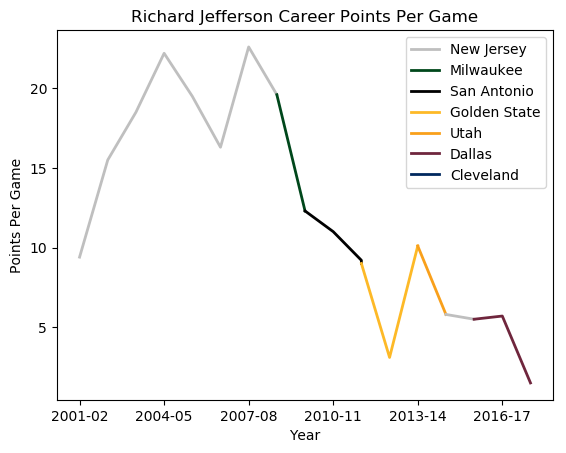 Richard Jefferson Career Points Per Game
New Jersey
Milwaukee
San Antonio
Golden State
Utah
Dallas
Cleveland
Points Per Game
20
15
10
5
2001-02 2004-05 2007-08 2010-11 2013-14 2016-17
Year